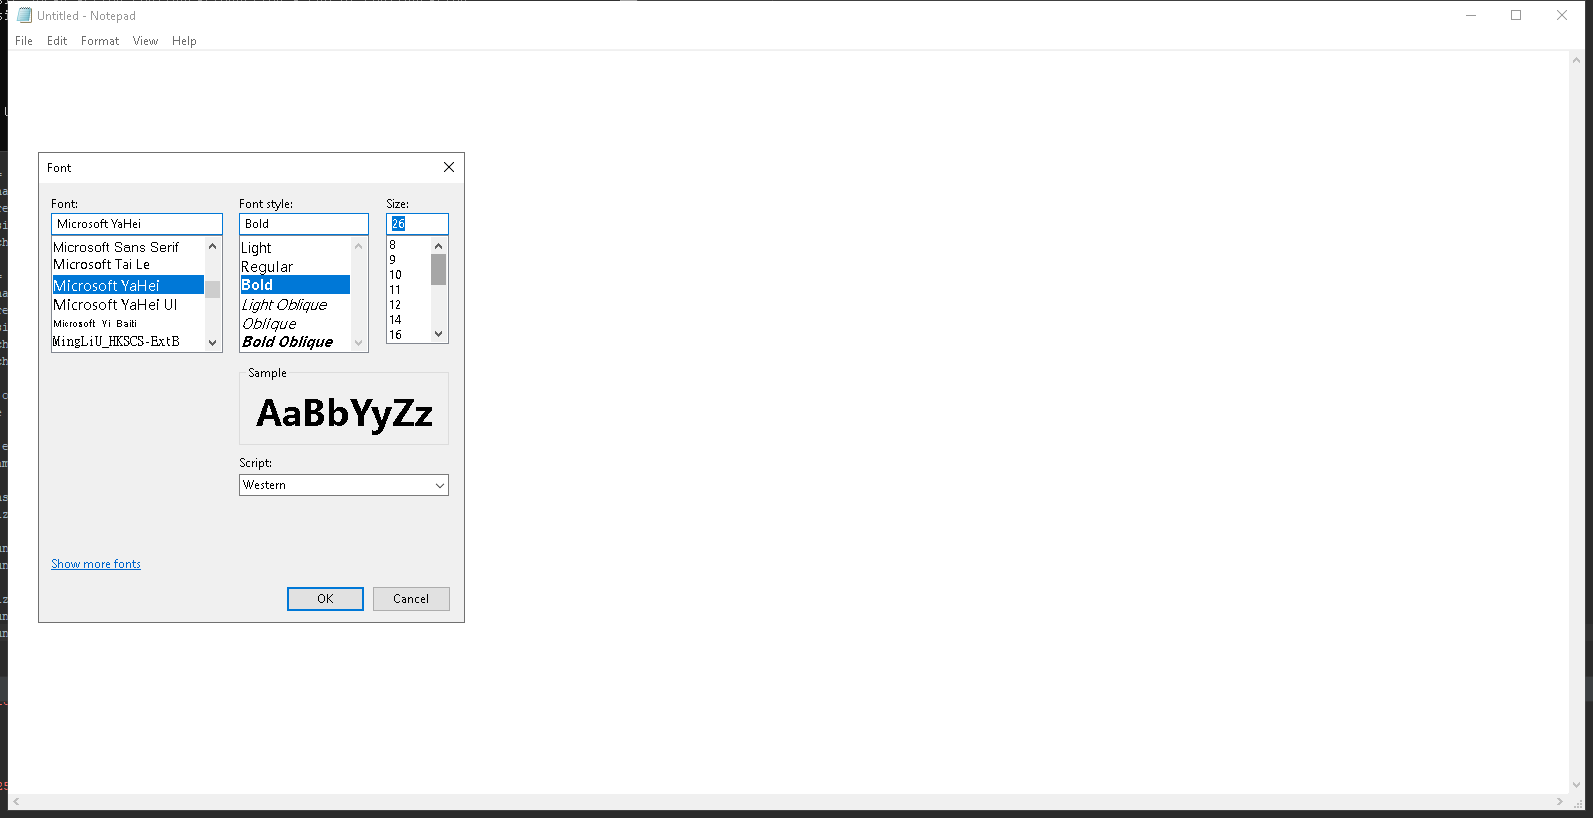 Untitled - Notepad
File Edit Format View Help
Font
Font: Font style: Size:
Microsoft YaHei Bold 26
Microsoft Sans Serif
Microsoft Tai Le
Microsoft YaHei
Microsoft YaHei UI
Microsoft Yi Baiti
MingLiU_HKSCS-ExtB
Light
Regular
Bold
Light Oblique
Oblique
Bold Oblique
8
9
10
11
12
14
16
Sample
AaBbYyZz
Script:
Western
Show more fonts
OK Cancel